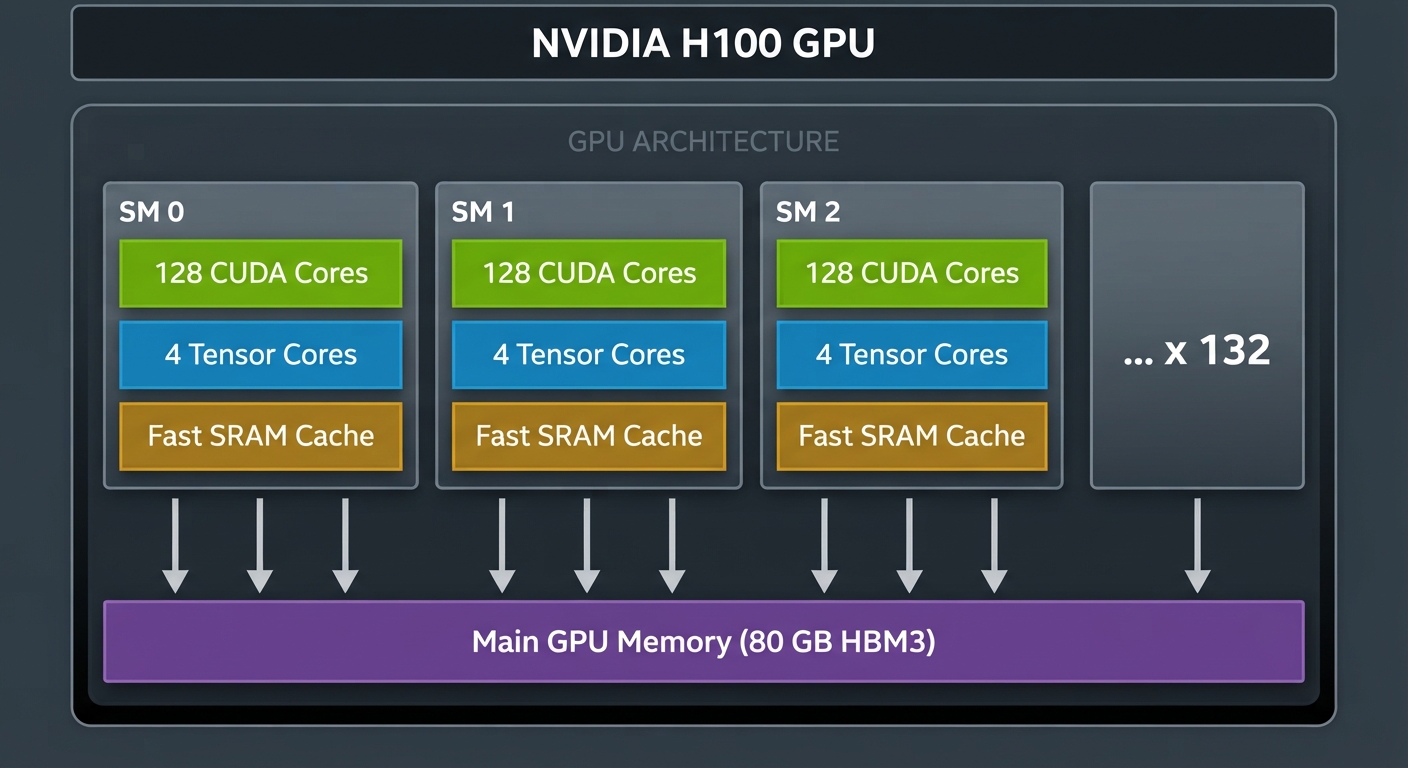 NVIDIA H100 GPU
GPU ARCHITECTURE
SM 0
128 CUDA Cores
4 Tensor Cores
Fast SRAM Cache
SM 1
128 CUDA Cores
4 Tensor Cores
Fast SRAM Cache
SM 2
128 CUDA Cores
4 Tensor Cores
Fast SRAM Cache
... x 132
Main GPU Memory (80 GB HBM3)